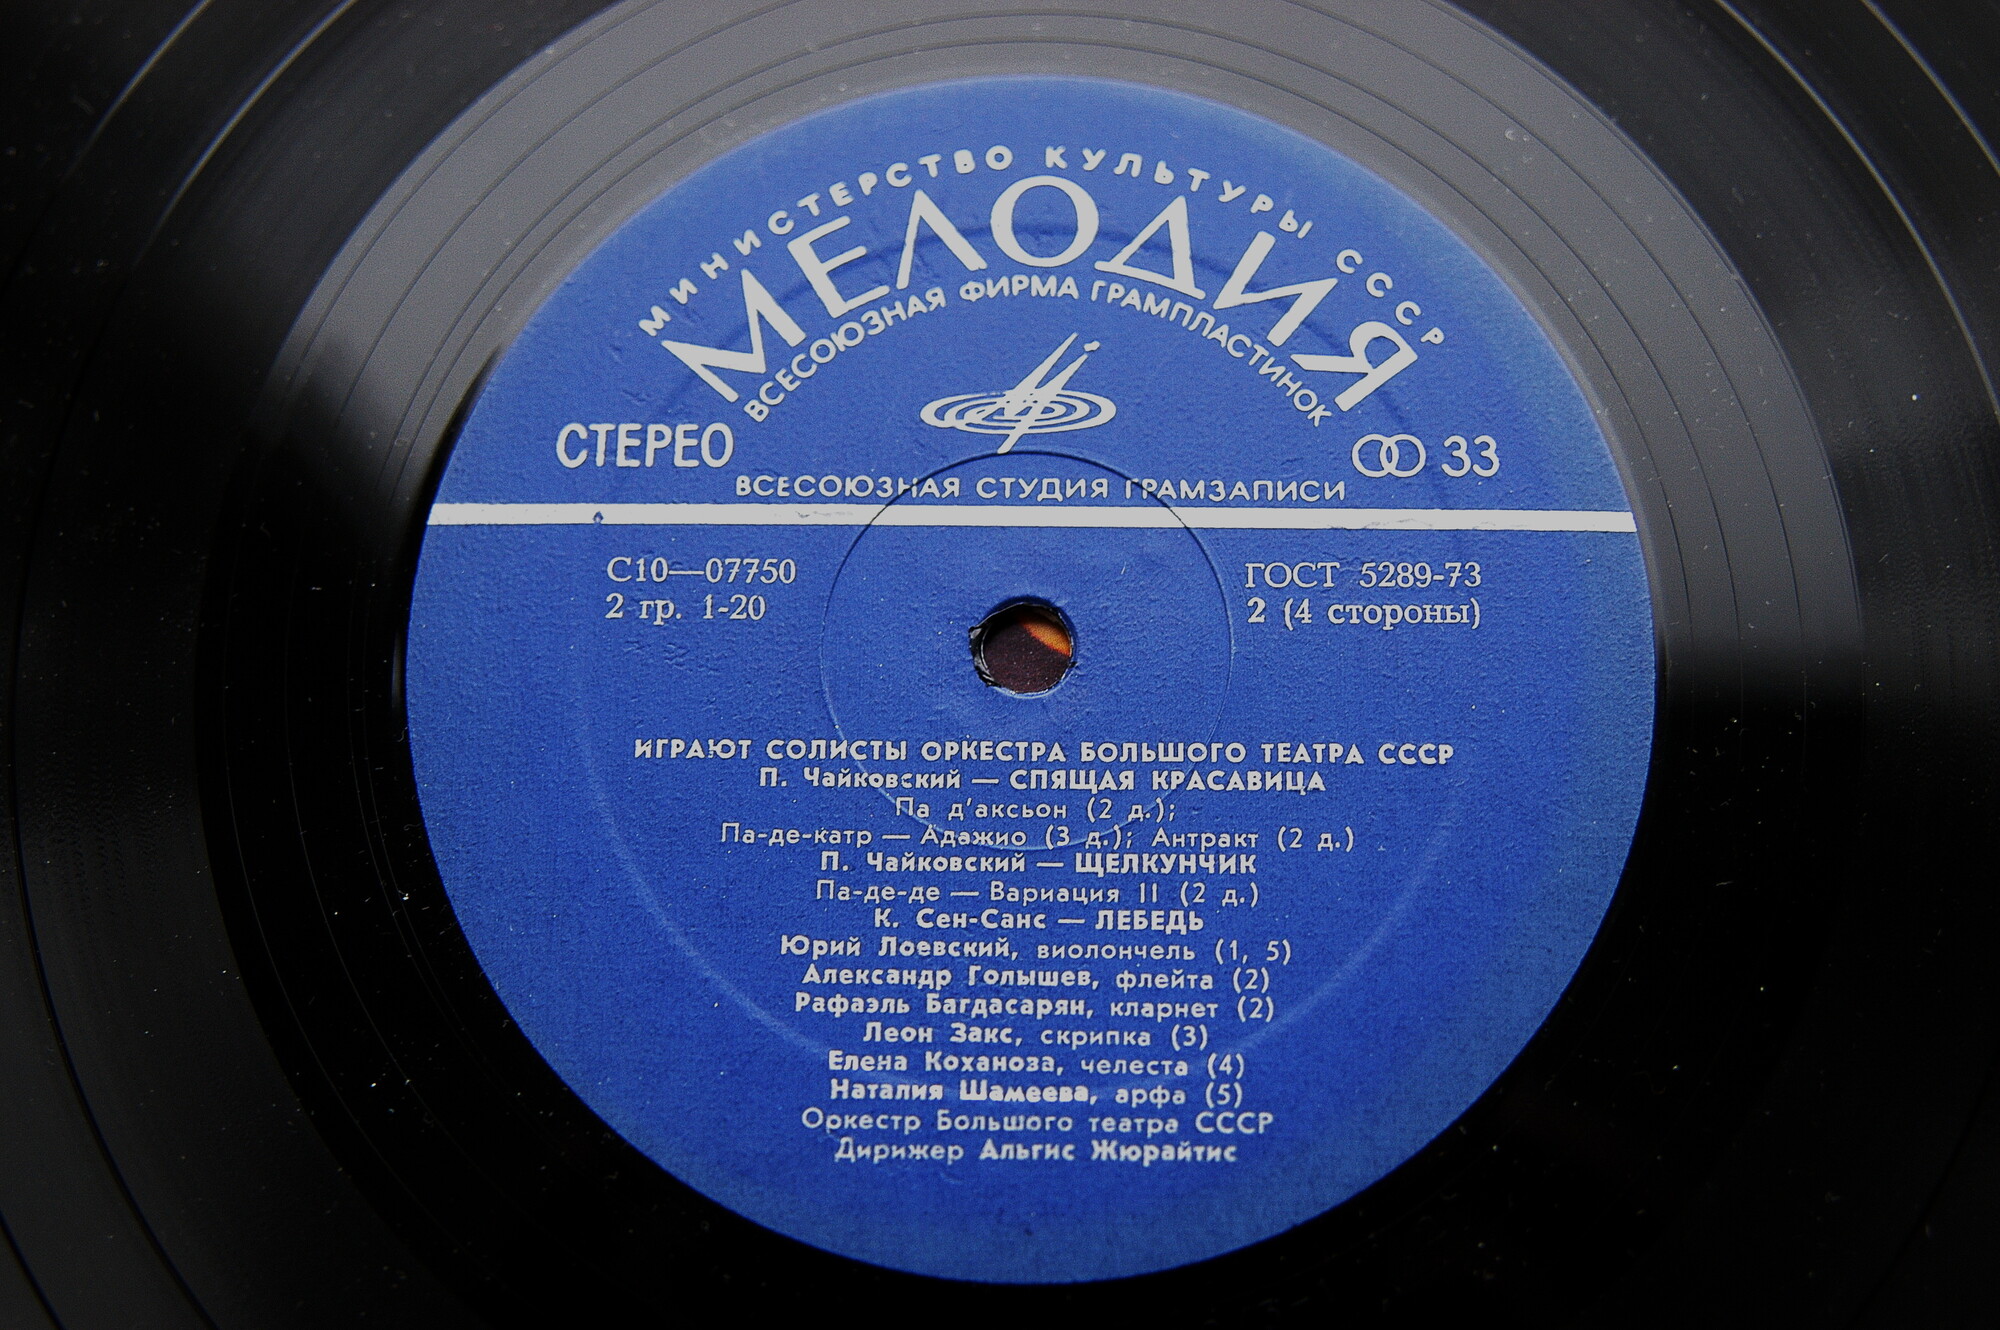 МИНИСТЕРСТВО КУЛЬТУРЫ СССР
МЕЛОДИЯ
ВСЕСОЮЗНАЯ ФИРМА ГРАМПЛАСТИНОК
СТЕРЕО
33
ВСЕСОЮЗНАЯ СТУДИЯ ГРАМЗАПИСИ
С10—07750
ГОСТ 5289-73
2 гр. 1-20
2 (4 стороны)
ИГРАЮТ СОЛИСТЫ ОРКЕСТРА БОЛЬШОГО ТЕАТРА СССР
П. Чайковский — СПЯЩАЯ КРАСАВИЦА
Па д'аксьон (2 д.);
Па-де-катр — Адажио (3 д.); Антракт (2 д.)
П. Чайковский — ЩЕЛКУНЧИК
Па-де-де — Вариация II (2 д.)
К. Сен-Санс — ЛЕБЕДЬ
Юрий Лоевский, виолончель (1, 5)
Александр Голышев, флейта (2)
Рафаэль Багдасарян, кларнет (2)
Леон Закс, скрипка (3)
Елена Коханоза, челеста (4)
Наталия Шамеева, арфа (5)
Оркестр Большого театра СССР
Дирижер Альгис Жюрайтис